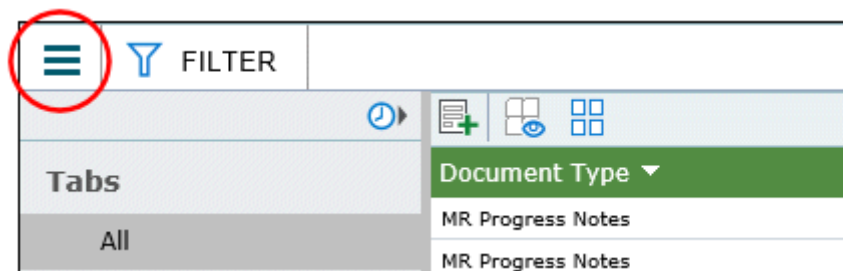 FILTER
Tabs
All
Document Type
MR Progress Notes
MR Progress Notes